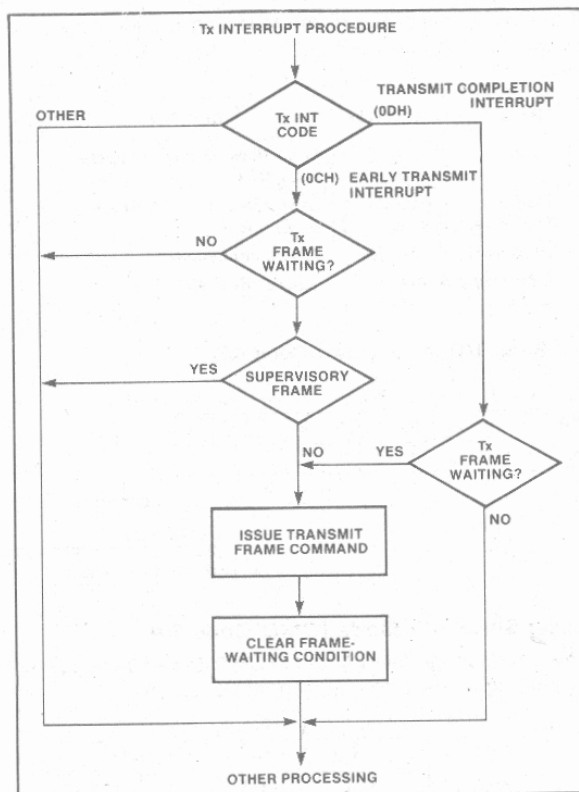 Tx INTERRUPT PROCEDURE
TRANSMIT COMPLETION
INTERRUPT
OTHER
(0DH)
Tx INT
CODE
(0CH) EARLY TRANSMIT
INTERRUPT
NO
Tx
FRAME
WAITING?
YES
SUPERVISORY
FRAME
NO
YES
Tx
FRAME
WAITING?
NO
ISSUE TRANSMIT
FRAME COMMAND
CLEAR FRAME-
WAITING CONDITION
OTHER PROCESSING